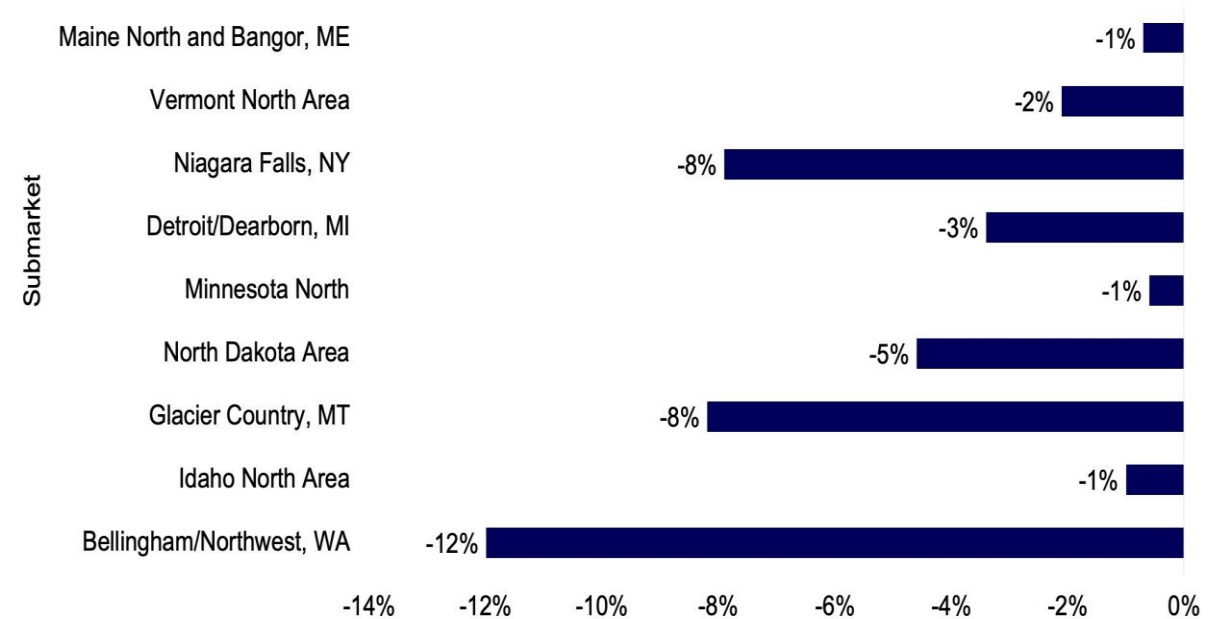 Submarket
Maine North and Bangor, ME -1%
Vermont North Area -2%
Niagara Falls, NY -8%
Detroit/Dearborn, MI -3%
Minnesota North -1%
North Dakota Area -5%
Glacier Country, MT -8%
Idaho North Area -1%
Bellingham/Northwest, WA -12%
-14% -12% -10% -8% -6% -4% -2% 0%